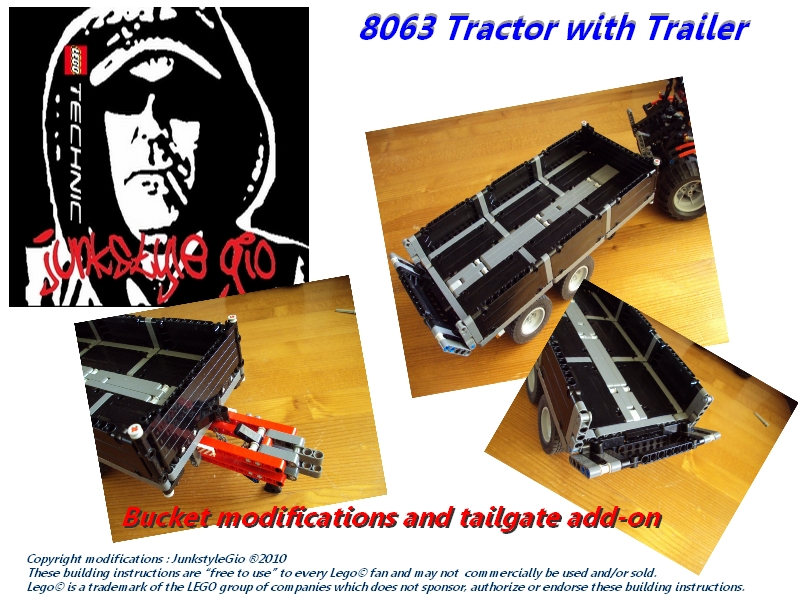 8063 Tractor with Trailer
LEGO
TECHNIC
junkstyle gio
Bucket modifications and tailgate add-on
Copyright modifications : JunkstyleGio ®2010
These building instructions are "free to use" to every Lego© fan and may not commercially be used and/or sold.
Lego© is a trademark of the LEGO group of companies which does not sponsor, authorize or endorse these building instructions.